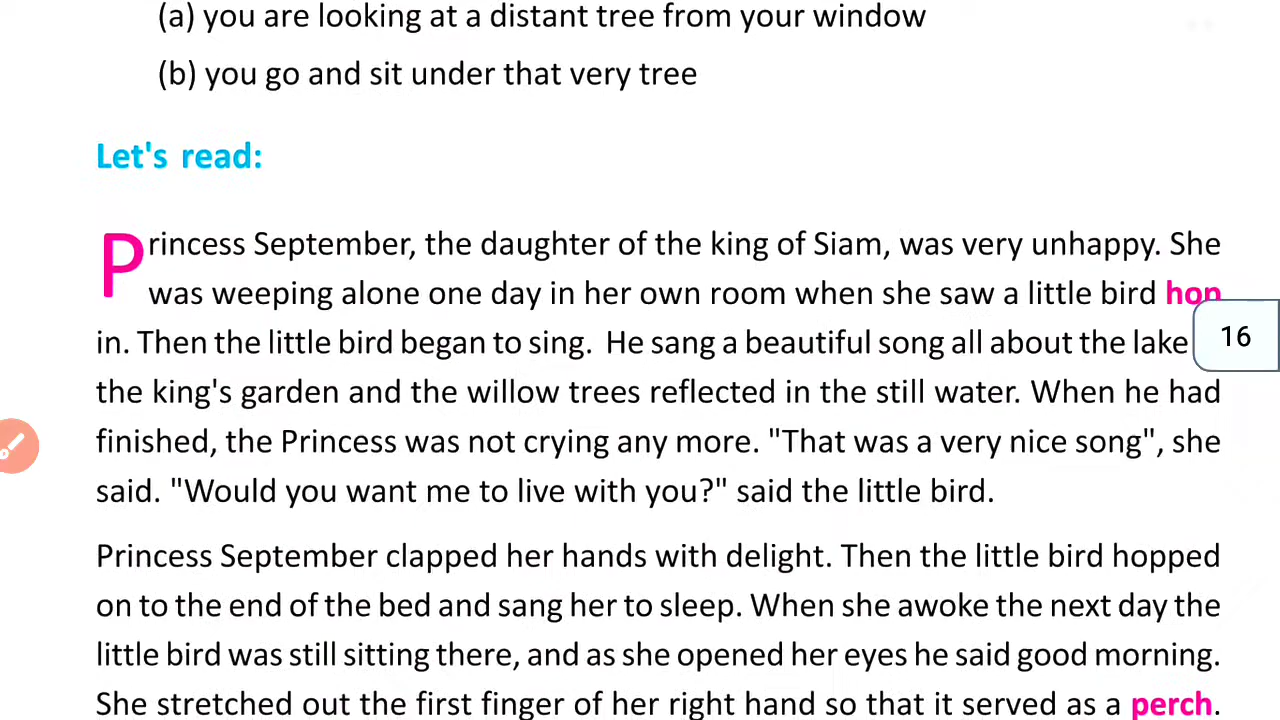 (a) you are looking at a distant tree from your window
(b) you go and sit under that very tree
Let's read:
Princess September, the daughter of the king of Siam, was very unhappy. She
was weeping alone one day in her own room when she saw a little bird hop
in. Then the little bird began to sing. He sang a beautiful song all about the lake
16
the king's garden and the willow trees reflected in the still water. When he had
finished, the Princess was not crying any more. "That was a very nice song", she
said. "Would you want me to live with you?" said the little bird.
Princess September clapped her hands with delight. Then the little bird hopped
on to the end of the bed and sang her to sleep. When she awoke the next day the
little bird was still sitting there, and as she opened her eyes he said good morning.
She stretched out the first finger of her right hand so that it served as a perch.